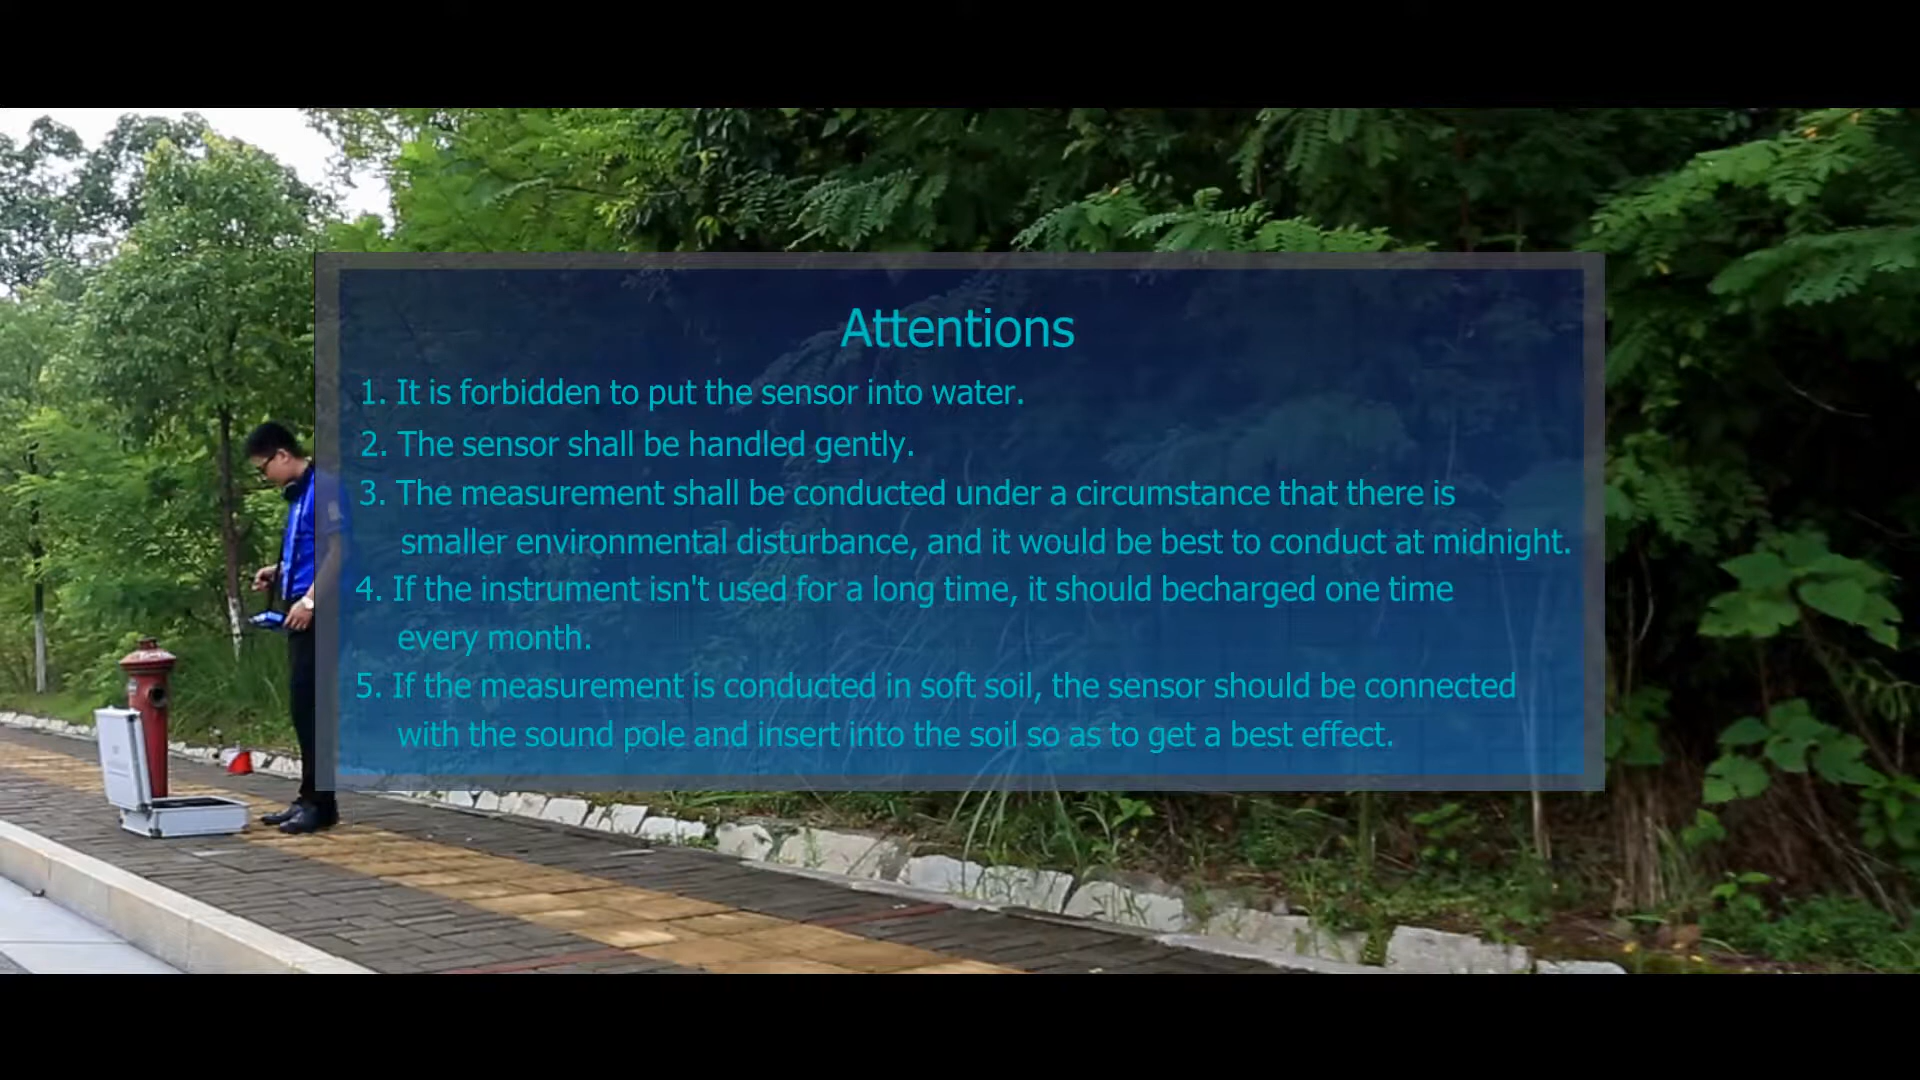 Attentions
1. It is forbidden to put the sensor into water.
2. The sensor shall be handled gently.
3. The measurement shall be conducted under a circumstance that there is
smaller environmental disturbance, and it would be best to conduct at midnight.
4. If the instrument isn't used for a long time, it should becharged one time
every month.
5. If the measurement is conducted in soft soil, the sensor should be connected
with the sound pole and insert into the soil so as to get a best effect.